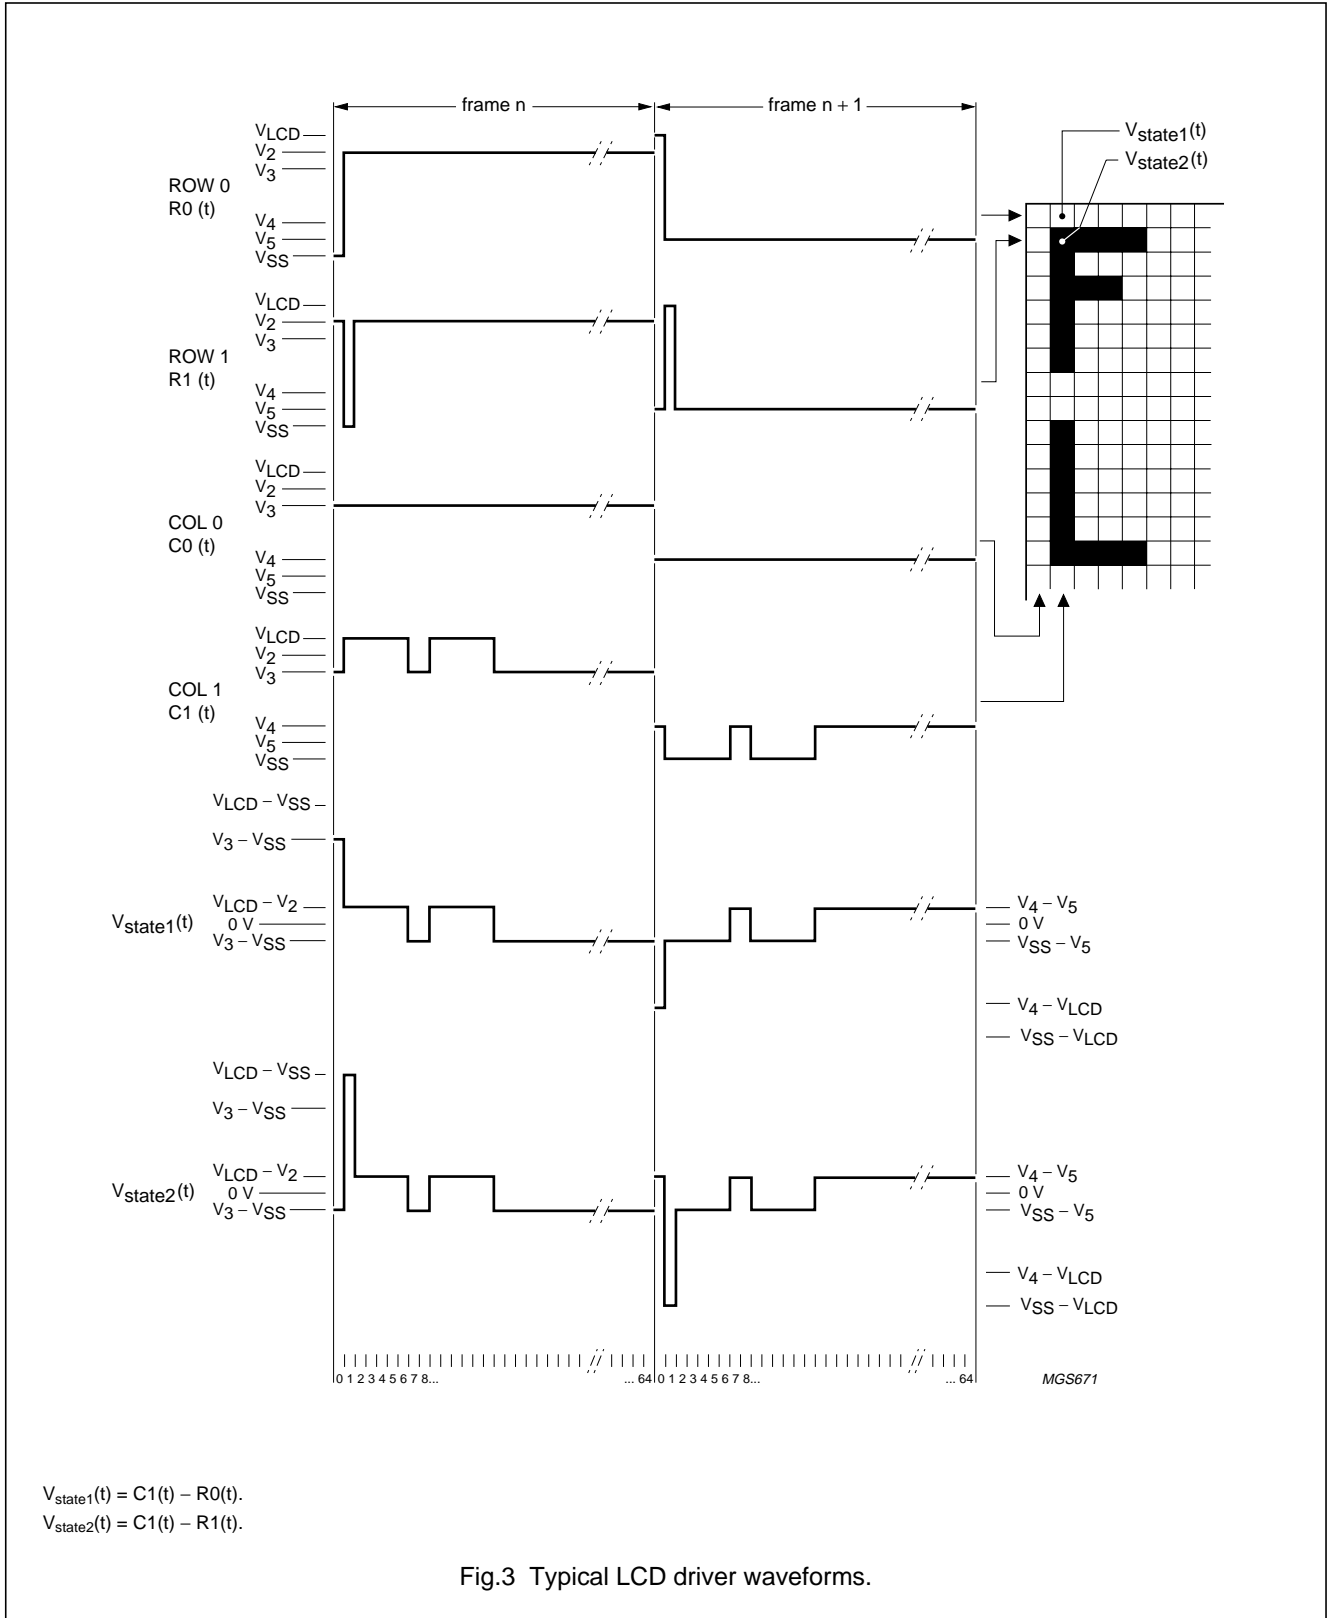 frame n
frame n + 1
VLCD
V2
V3
ROW 0
R0 (t)
V4
V5
VSS
Vstate1(t)
Vstate2(t)
VLCD
V2
V3
ROW 1
R1 (t)
V4
V5
VSS
VLCD
V2
V3
COL 0
C0 (t)
V4
V5
VSS
VLCD
V2
V3
COL 1
C1 (t)
V4
V5
VSS
VLCD – VSS
V3 – VSS
VLCD – V2
Vstate1(t)
0 V
V3 – VSS
V4 – V5
0 V
VSS – V5
V4 – VLCD
VSS – VLCD
VLCD – VSS
V3 – VSS
VLCD – V2
Vstate2(t)
0 V
V3 – VSS
V4 – V5
0 V
VSS – V5
V4 – VLCD
VSS – VLCD
0 1 2 3 4 5 6 7 8... ... 64 0 1 2 3 4 5 6 7 8... ... 64
MGS671
Vstate1(t) = C1(t) – R0(t).
Vstate2(t) = C1(t) – R1(t).
Fig.3 Typical LCD driver waveforms.